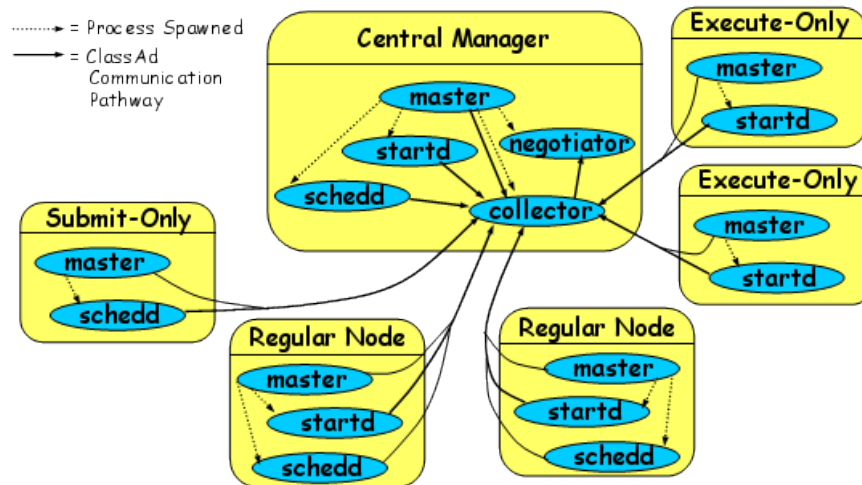 = Process Spawned
= ClassAd
Communication
Pathway
Central Manager
master
startd
negotiator
schedd
collector
Execute-Only
master
startd
Execute-Only
master
startd
Submit-Only
master
schedd
Regular Node
master
startd
schedd
Regular Node
master
startd
schedd